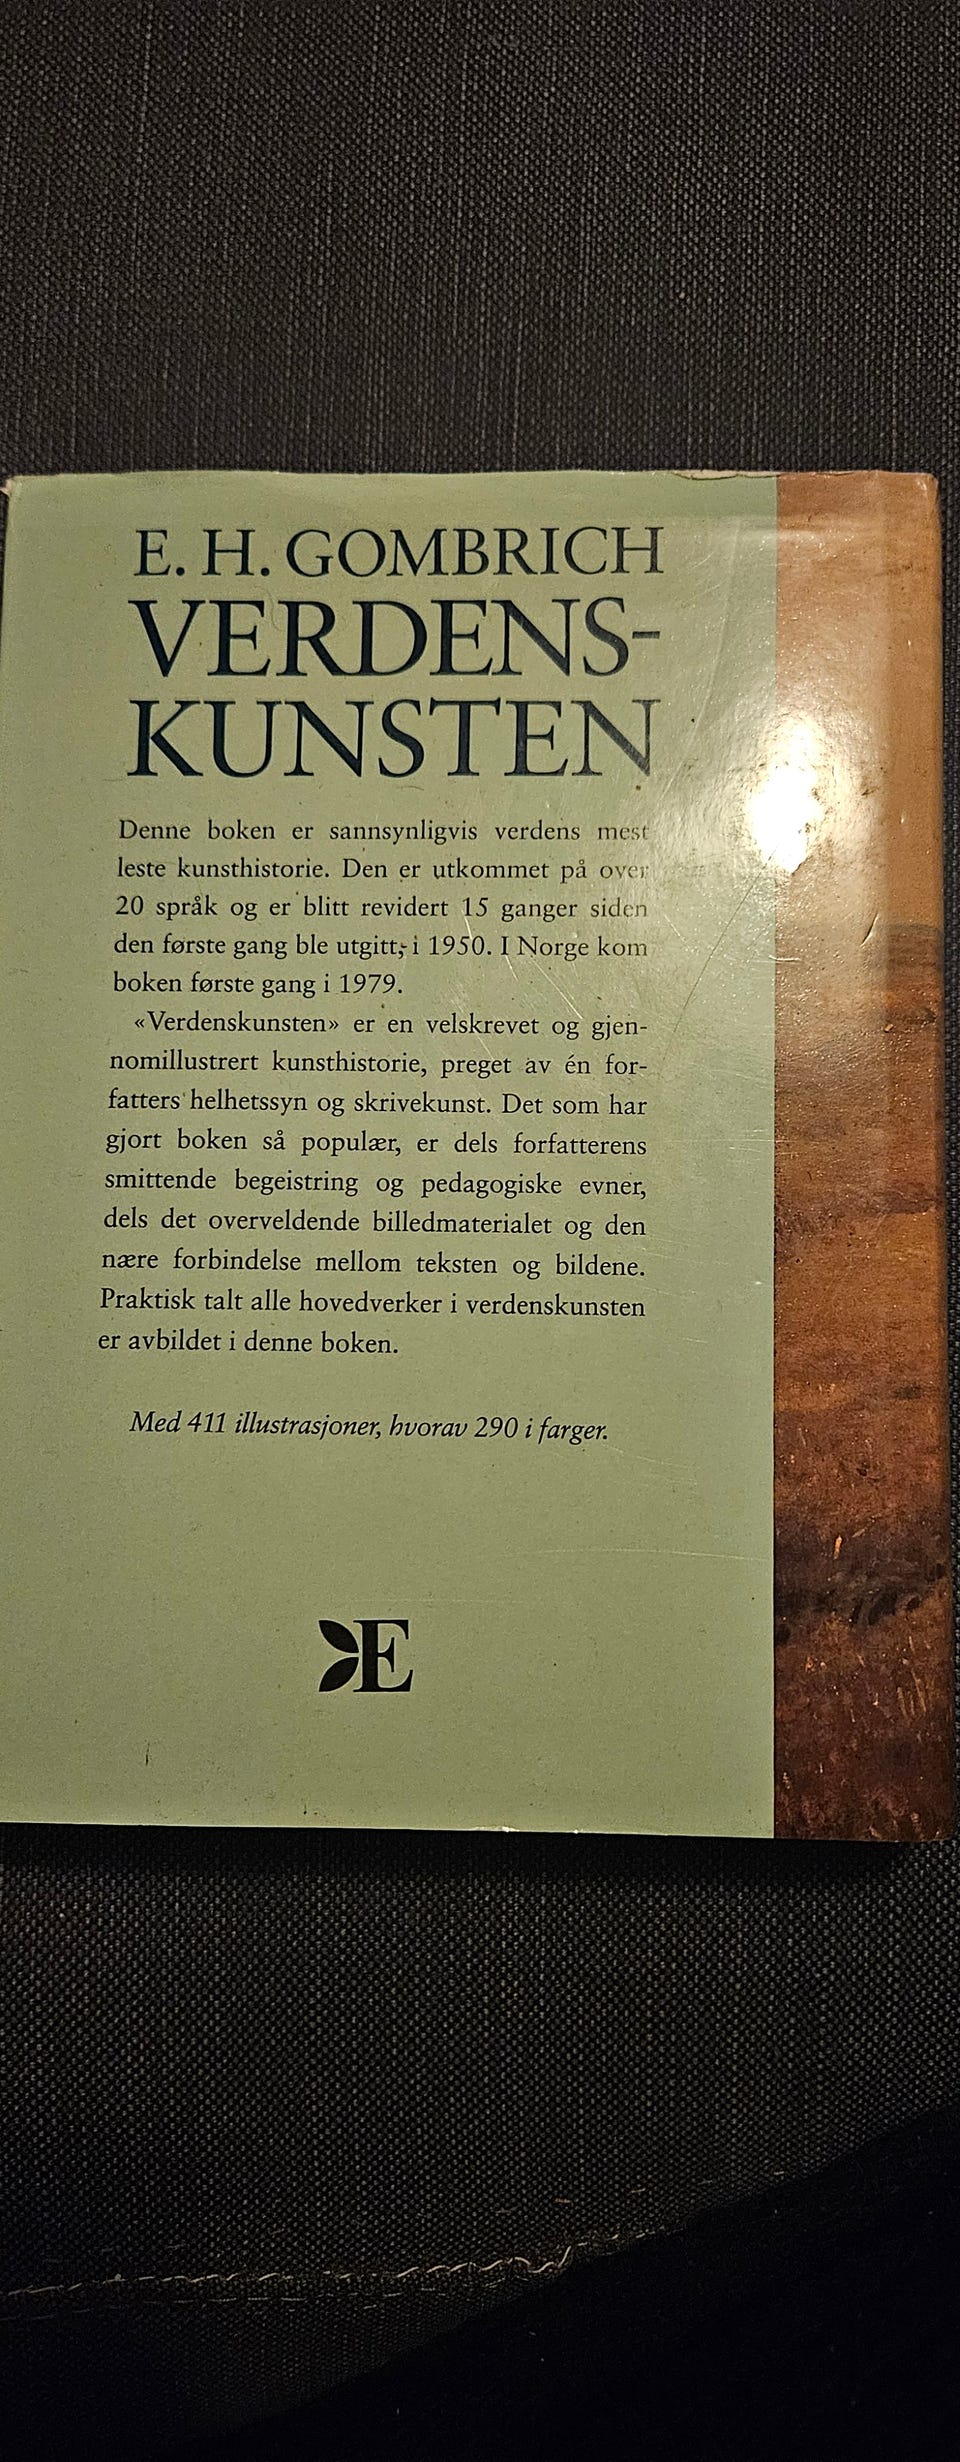 E. H. GOMBRICH
VERDENS-
KUNSTEN
Denne boken er sannsynligvis verdens mest
leste kunsthistorie. Den er utkommet på over
20 språk og er blitt revidert 15 ganger siden
den første gang ble utgitt, i 1950. I Norge kom
boken første gang i 1979.
«Verdenskunsten» er en velskrevet og gjen-
nomillustrert kunsthistorie, preget av én for-
fatters helhetssyn og skrivekunst. Det som har
gjort boken så populær, er dels forfatterens
smittende begeistring og pedagogiske evner,
dels det overveldende billedmaterialet og den
nære forbindelse mellom teksten og bildene.
Praktisk talt alle hovedverker i verdenskunsten
er avbildet i denne boken.
Med 411 illustrasjoner, hvorav 290 i farger.
E